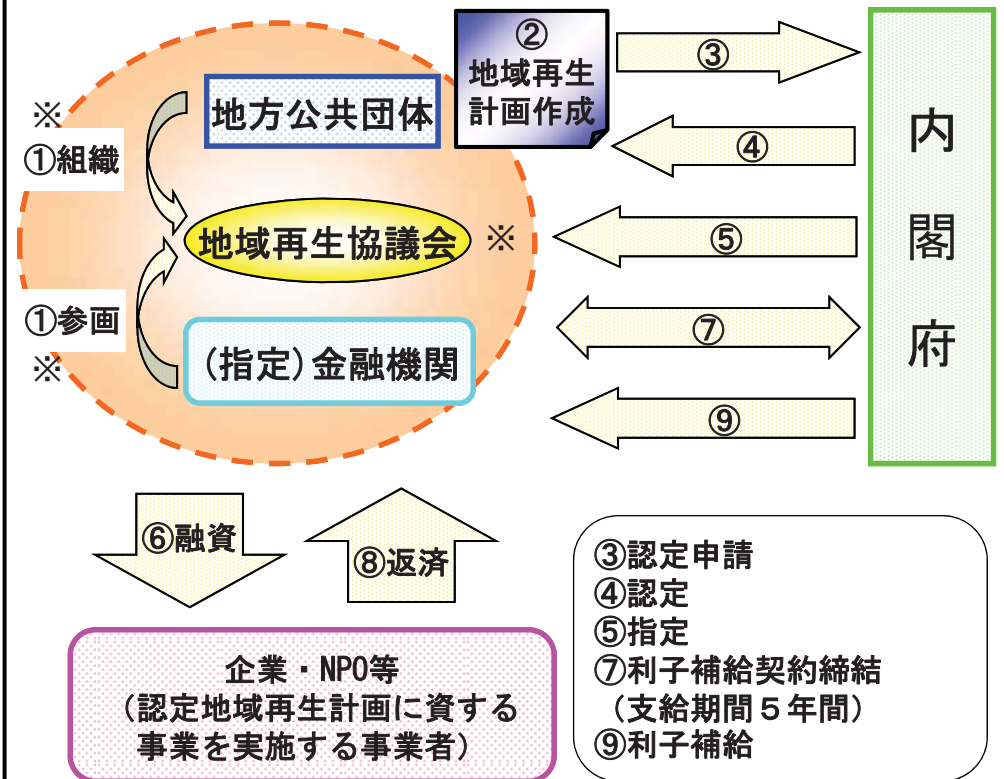 ②
地域再生
計画作成
③
地方公共団体
※
①組織
④
内閣府
地域再生協議会
※
⑤
①参画
※
(指定)金融機関
⑦
⑨
⑥融資
⑧返済
企業・NPO等
(認定地域再生計画に資する
事業を実施する事業者)
③認定申請
④認定
⑤指定
⑦利子補給契約締結
(支給期間５年間)
⑨利子補給